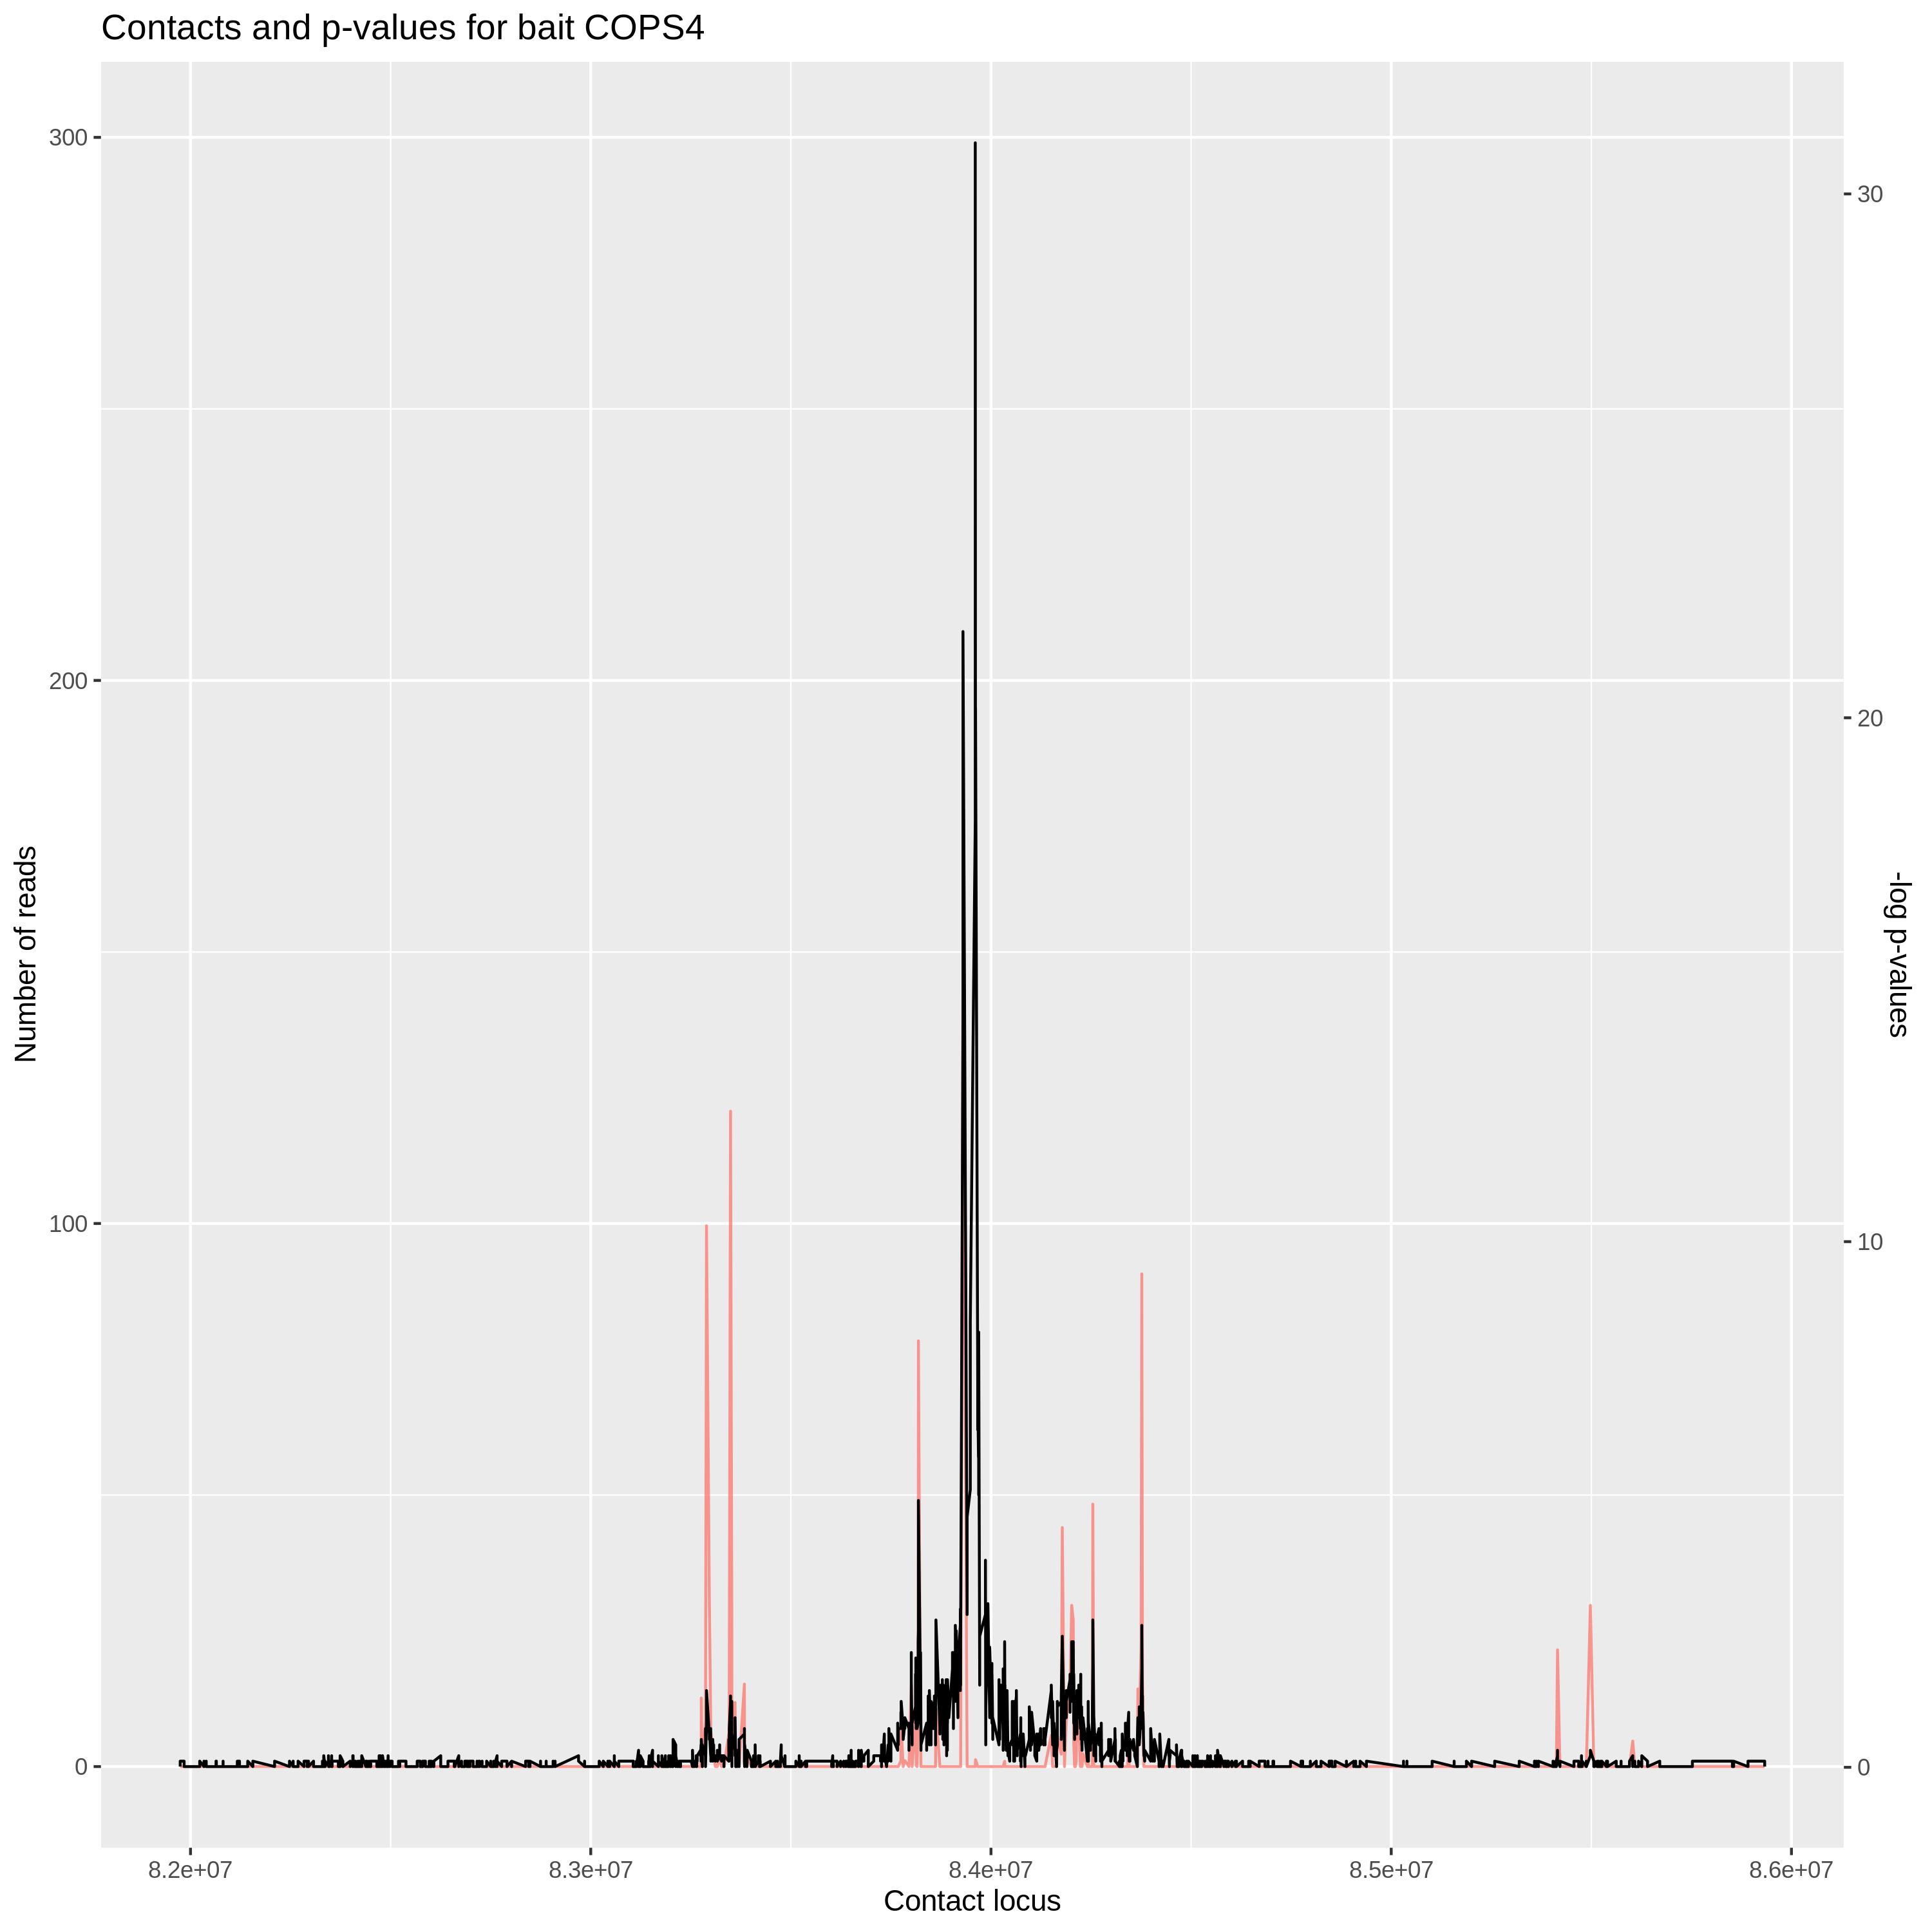 Contacts and p-values for bait COPS4
300
200
100
0
Number of reads
30
20
10
0
-log p-values
8.2e+07 8.3e+07 8.4e+07 8.5e+07 8.6e+07
Contact locus